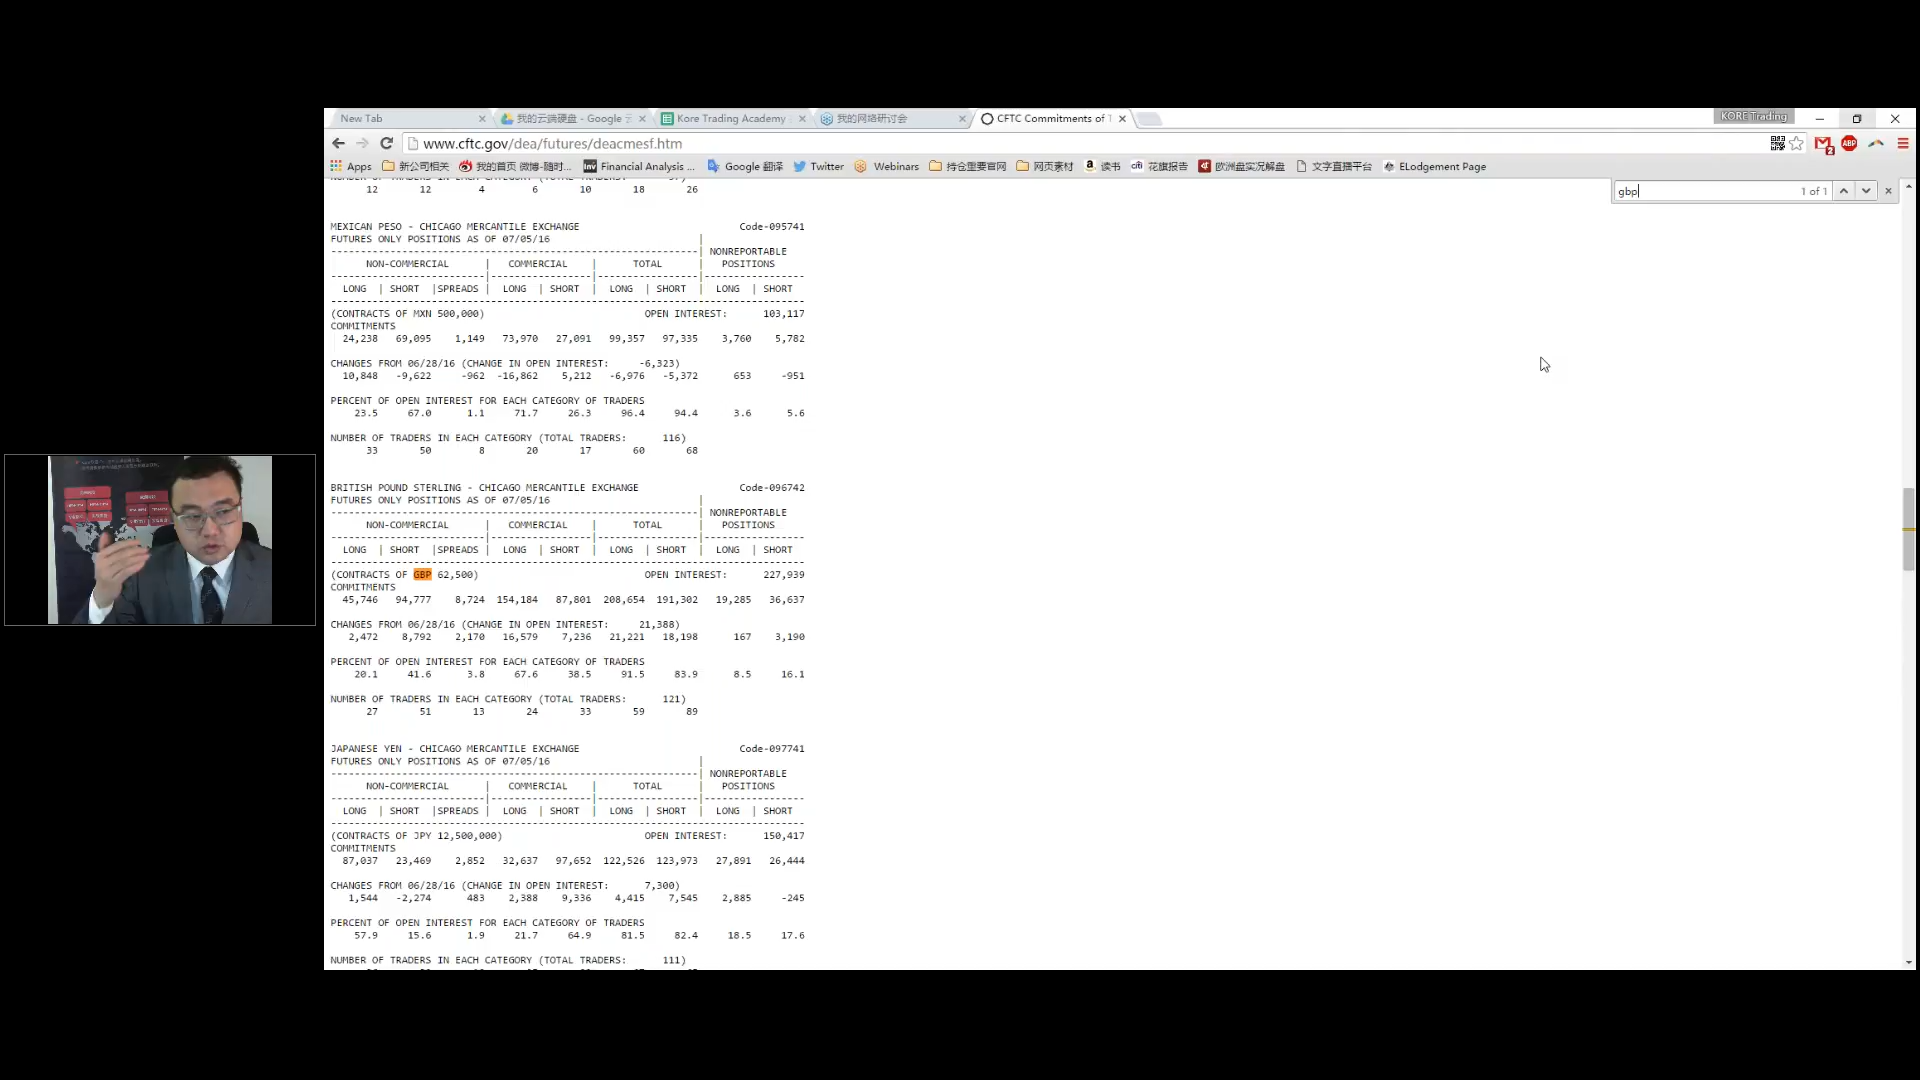 New Tab
我的云端硬盘 - Google 云
Kore Trading Academy
我的网络研讨会
CFTC Commitments of T
KORE Trading
www.cftc.gov/dea/futures/deacmesf.htm
Apps 新公司相关 我的首页 微博-随时... Financial Analysis ... Google 翻译 Twitter Webinars 持仓重要官网 网页素材 读书 花旗报告 欧洲盘实况解盘 文字直播平台 ELodgement Page
gbp 1 of 1
12 12 4 6 10 18 26
MEXICAN PESO - CHICAGO MERCANTILE EXCHANGE Code-095741
FUTURES ONLY POSITIONS AS OF 07/05/16 |
--------------------------------------------------------------| NONREPORTABLE
NON-COMMERCIAL | COMMERCIAL | TOTAL | POSITIONS
--------------------------|-----------------|-----------------|-----------------
LONG | SHORT |SPREADS | LONG | SHORT | LONG | SHORT | LONG | SHORT
--------------------------------------------------------------------------------
(CONTRACTS OF MXN 500,000) OPEN INTEREST: 103,117
COMMITMENTS
24,238 69,095 1,149 73,970 27,091 99,357 97,335 3,760 5,782
CHANGES FROM 06/28/16 (CHANGE IN OPEN INTEREST: -6,323)
10,848 -9,622 -962 -16,862 5,212 -6,976 -5,372 653 -951
PERCENT OF OPEN INTEREST FOR EACH CATEGORY OF TRADERS
23.5 67.0 1.1 71.7 26.3 96.4 94.4 3.6 5.6
NUMBER OF TRADERS IN EACH CATEGORY (TOTAL TRADERS: 116)
33 50 8 20 17 60 68
BRITISH POUND STERLING - CHICAGO MERCANTILE EXCHANGE Code-096742
FUTURES ONLY POSITIONS AS OF 07/05/16 |
--------------------------------------------------------------| NONREPORTABLE
NON-COMMERCIAL | COMMERCIAL | TOTAL | POSITIONS
--------------------------|-----------------|-----------------|-----------------
LONG | SHORT |SPREADS | LONG | SHORT | LONG | SHORT | LONG | SHORT
--------------------------------------------------------------------------------
(CONTRACTS OF GBP 62,500) OPEN INTEREST: 227,939
COMMITMENTS
45,746 94,777 8,724 154,184 87,801 208,654 191,302 19,285 36,637
CHANGES FROM 06/28/16 (CHANGE IN OPEN INTEREST: 21,388)
2,472 8,792 2,170 16,579 7,236 21,221 18,198 167 3,190
PERCENT OF OPEN INTEREST FOR EACH CATEGORY OF TRADERS
20.1 41.6 3.8 67.6 38.5 91.5 83.9 8.5 16.1
NUMBER OF TRADERS IN EACH CATEGORY (TOTAL TRADERS: 121)
27 51 13 24 33 59 89
JAPANESE YEN - CHICAGO MERCANTILE EXCHANGE Code-097741
FUTURES ONLY POSITIONS AS OF 07/05/16 |
--------------------------------------------------------------| NONREPORTABLE
NON-COMMERCIAL | COMMERCIAL | TOTAL | POSITIONS
--------------------------|-----------------|-----------------|-----------------
LONG | SHORT |SPREADS | LONG | SHORT | LONG | SHORT | LONG | SHORT
--------------------------------------------------------------------------------
(CONTRACTS OF JPY 12,500,000) OPEN INTEREST: 150,417
COMMITMENTS
87,037 23,469 2,852 32,637 97,652 122,526 123,973 27,891 26,444
CHANGES FROM 06/28/16 (CHANGE IN OPEN INTEREST: 7,300)
1,544 -2,274 483 2,388 9,336 4,415 7,545 2,885 -245
PERCENT OF OPEN INTEREST FOR EACH CATEGORY OF TRADERS
57.9 15.6 1.9 21.7 64.9 81.5 82.4 18.5 17.6
NUMBER OF TRADERS IN EACH CATEGORY (TOTAL TRADERS: 111)